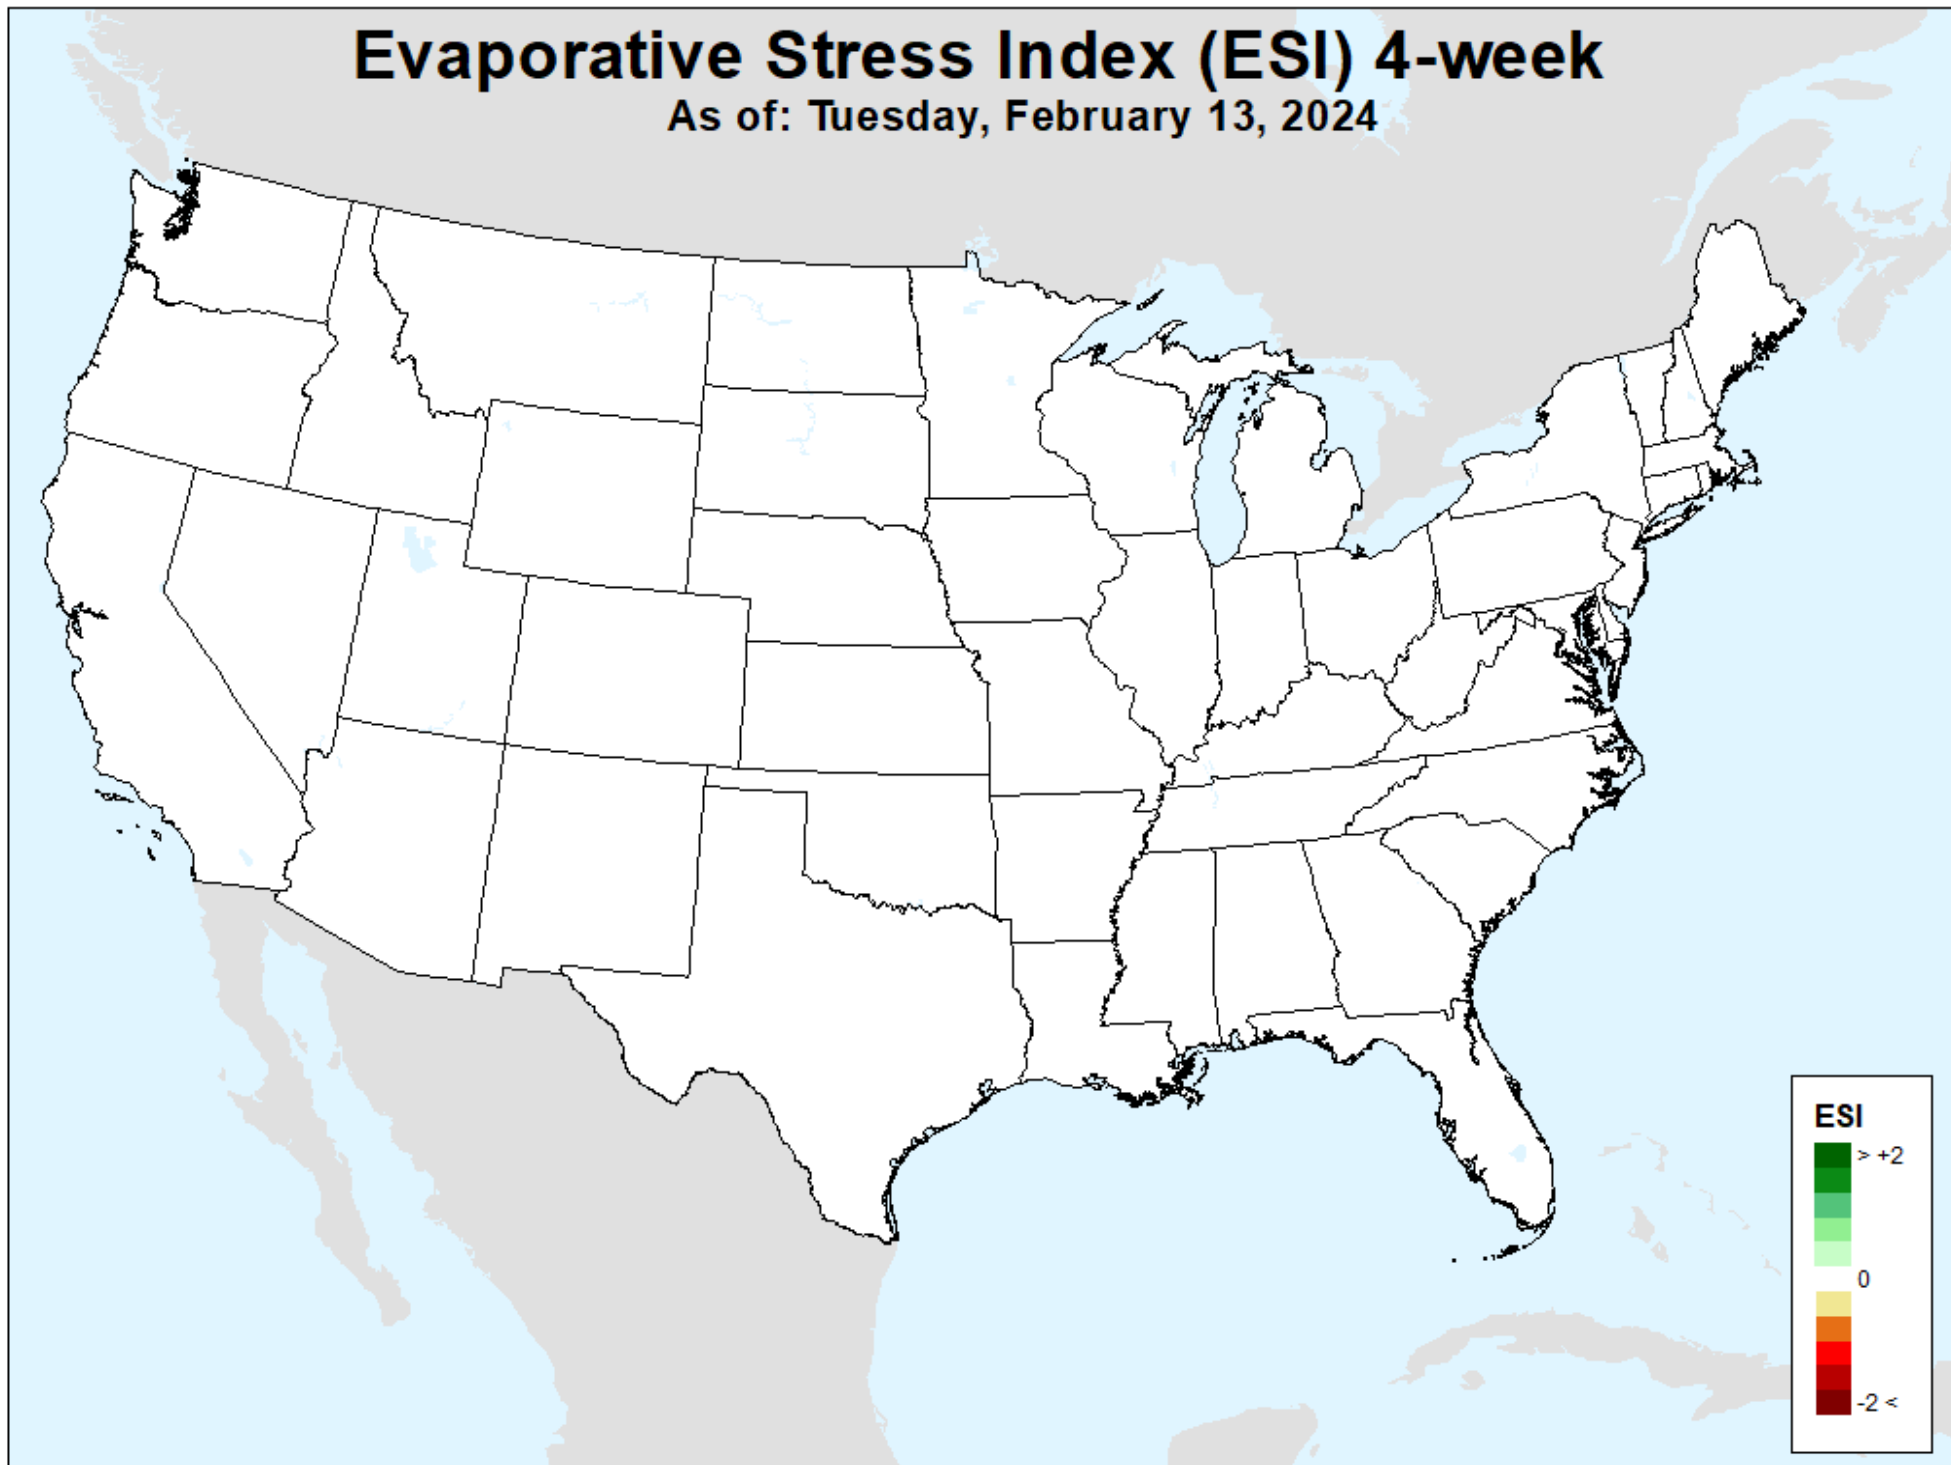 Evaporative Stress Index (ESI) 4-week
As of: Tuesday, February 13, 2024
ESI
> +2
0
-2 <